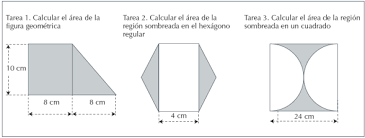 Tarea 1. Calcular el área de la
figura geométrica
Tarea 2. Calcular el área de la
región sombreada en el hexágono
regular
Tarea 3. Calcular el área de la región
sombreada en un cuadrado
10 cm
8 cm
8 cm
4 cm
24 cm